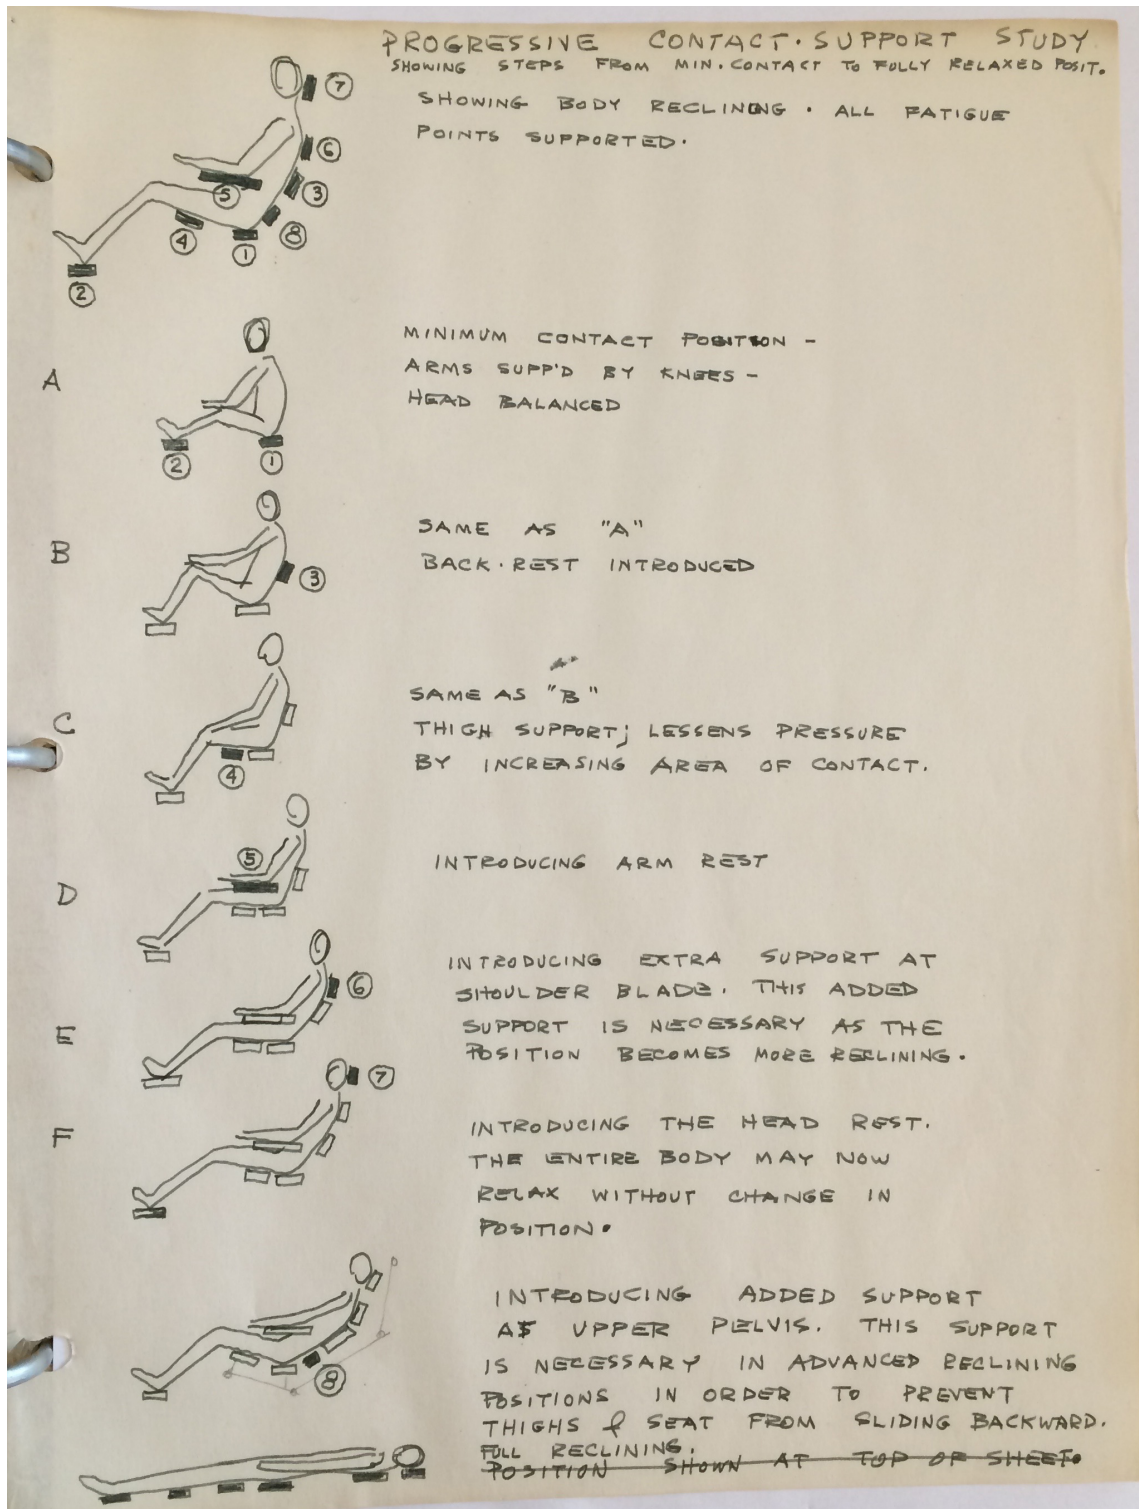 PROGRESSIVE CONTACT·SUPPORT STUDY
SHOWING STEPS FROM MIN. CONTACT TO FULLY RELAXED POSIT.
SHOWING BODY RECLINING · ALL FATIGUE
POINTS SUPPORTED.
7
6
5
3
4
8
1
2
A
MINIMUM CONTACT POSITION -
ARMS SUPP'D BY KNEES -
HEAD BALANCED
2
1
B
SAME AS "A"
BACK·REST INTRODUCED
3
C
SAME AS "B"
THIGH SUPPORT; LESSENS PRESSURE
BY INCREASING AREA OF CONTACT.
4
5
D
INTRODUCING ARM REST
E
INTRODUCING EXTRA SUPPORT AT
SHOULDER BLADE. THIS ADDED
SUPPORT IS NECESSARY AS THE
POSITION BECOMES MORE RECLINING.
6
7
F
INTRODUCING THE HEAD REST.
THE ENTIRE BODY MAY NOW
RELAX WITHOUT CHANGE IN
POSITION.
INTRODUCING ADDED SUPPORT
AT UPPER PELVIS. THIS SUPPORT
IS NECESSARY IN ADVANCED RECLINING
POSITIONS IN ORDER TO PREVENT
THIGHS & SEAT FROM SLIDING BACKWARD.
8
FULL RECLINING.
POSITION SHOWN AT TOP OF SHEET.